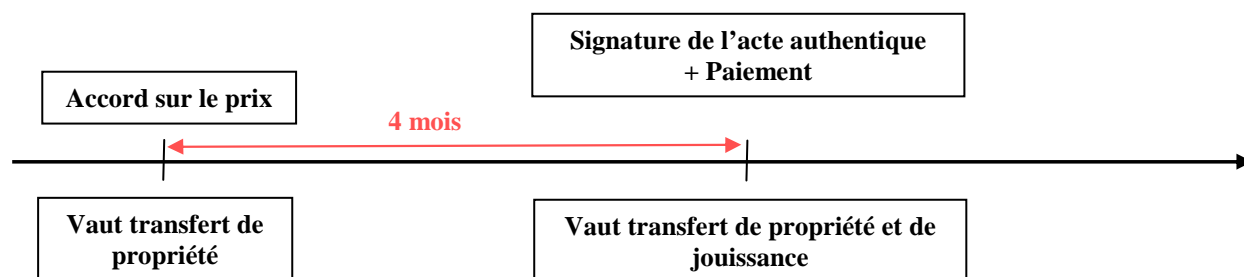 Signature de l’acte authentique
+ Paiement
Accord sur le prix
4 mois
Vaut transfert de
propriété
Vaut transfert de propriété et de
jouissance